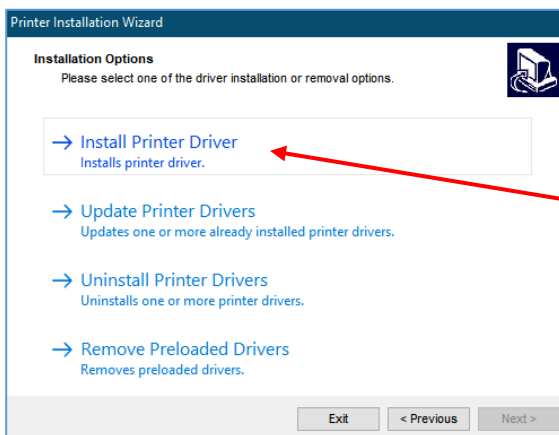 Printer Installation Wizard
Installation Options
Please select one of the driver installation or removal options.
→ Install Printer Driver
Installs printer driver.
→ Update Printer Drivers
Updates one or more already installed printer drivers.
→ Uninstall Printer Drivers
Uninstalls one or more printer drivers.
→ Remove Preloaded Drivers
Removes preloaded drivers.
Exit < Previous Next >